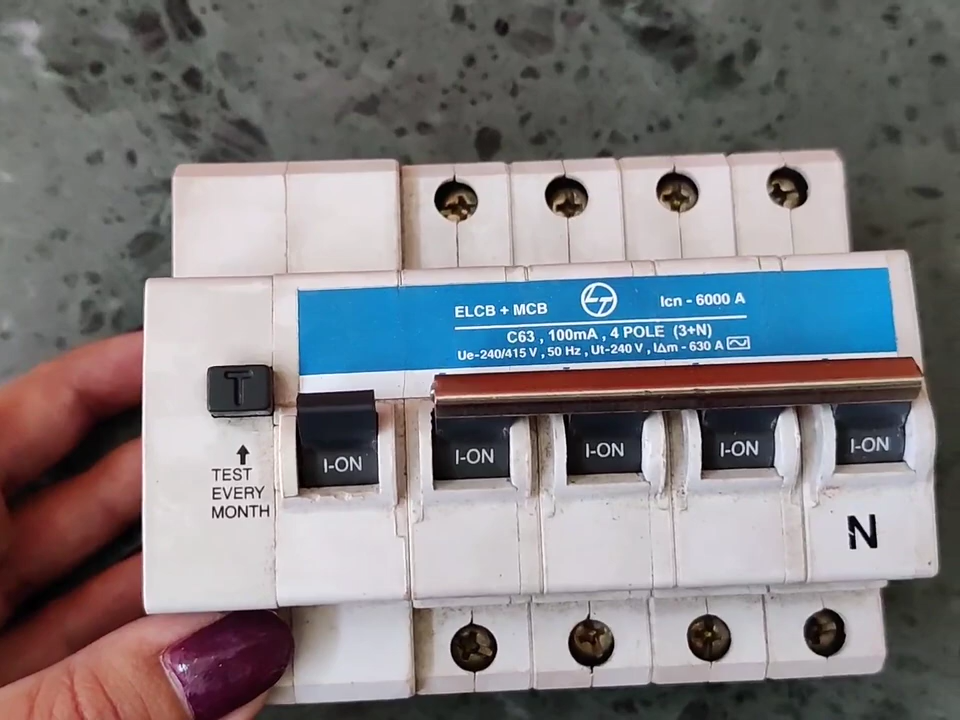 ELCB + MCB LT Icn - 6000 A
C63 , 100mA , 4 POLE (3+N)
Ue-240/415 V , 50 Hz , Ut-240 V , IΔm - 630 A
T
I-ON I-ON I-ON I-ON I-ON
TEST
EVERY
MONTH
N